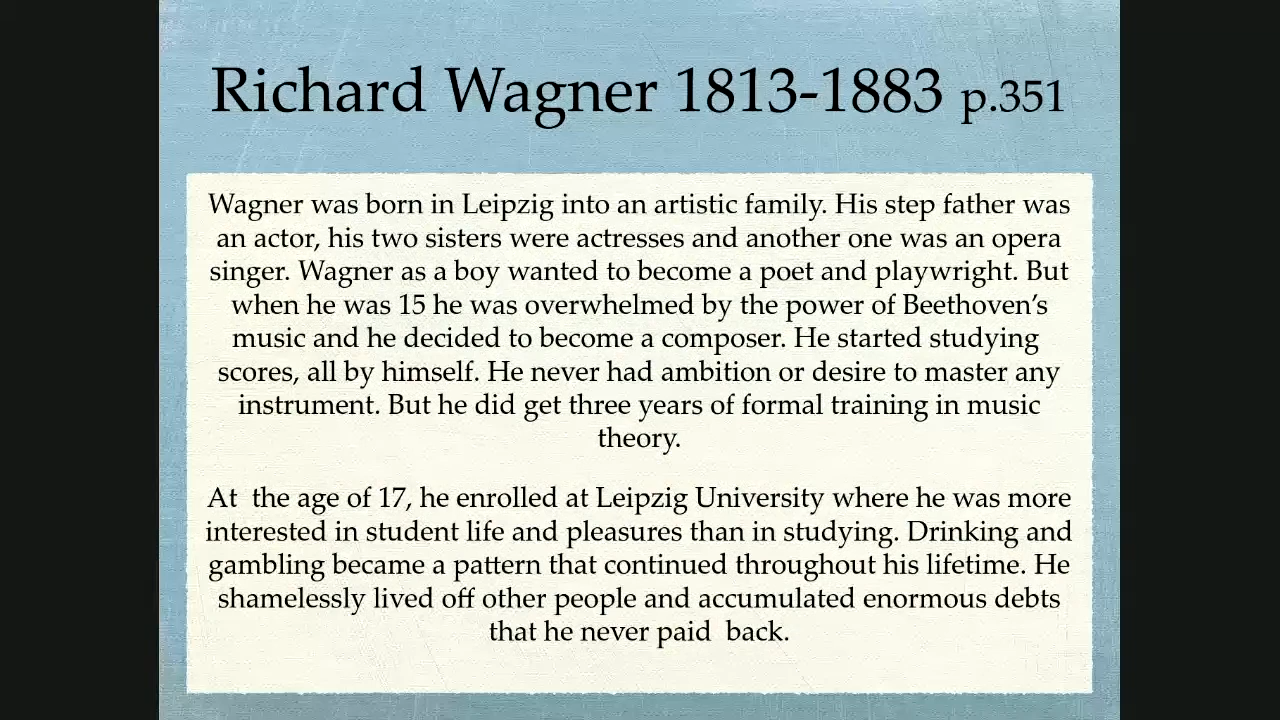 Richard Wagner 1813-1883 p.351
Wagner was born in Leipzig into an artistic family. His step father was
an actor, his two sisters were actresses and another one was an opera
singer. Wagner as a boy wanted to become a poet and playwright. But
when he was 15 he was overwhelmed by the power of Beethoven’s
music and he decided to become a composer. He started studying
scores, all by himself. He never had ambition or desire to master any
instrument. But he did get three years of formal training in music
theory.
At  the age of 17, he enrolled at Leipzig University where he was more
interested in student life and pleasures than in studying. Drinking and
gambling became a pattern that continued throughout his lifetime. He
shamelessly lived off other people and accumulated enormous debts
that he never paid  back.